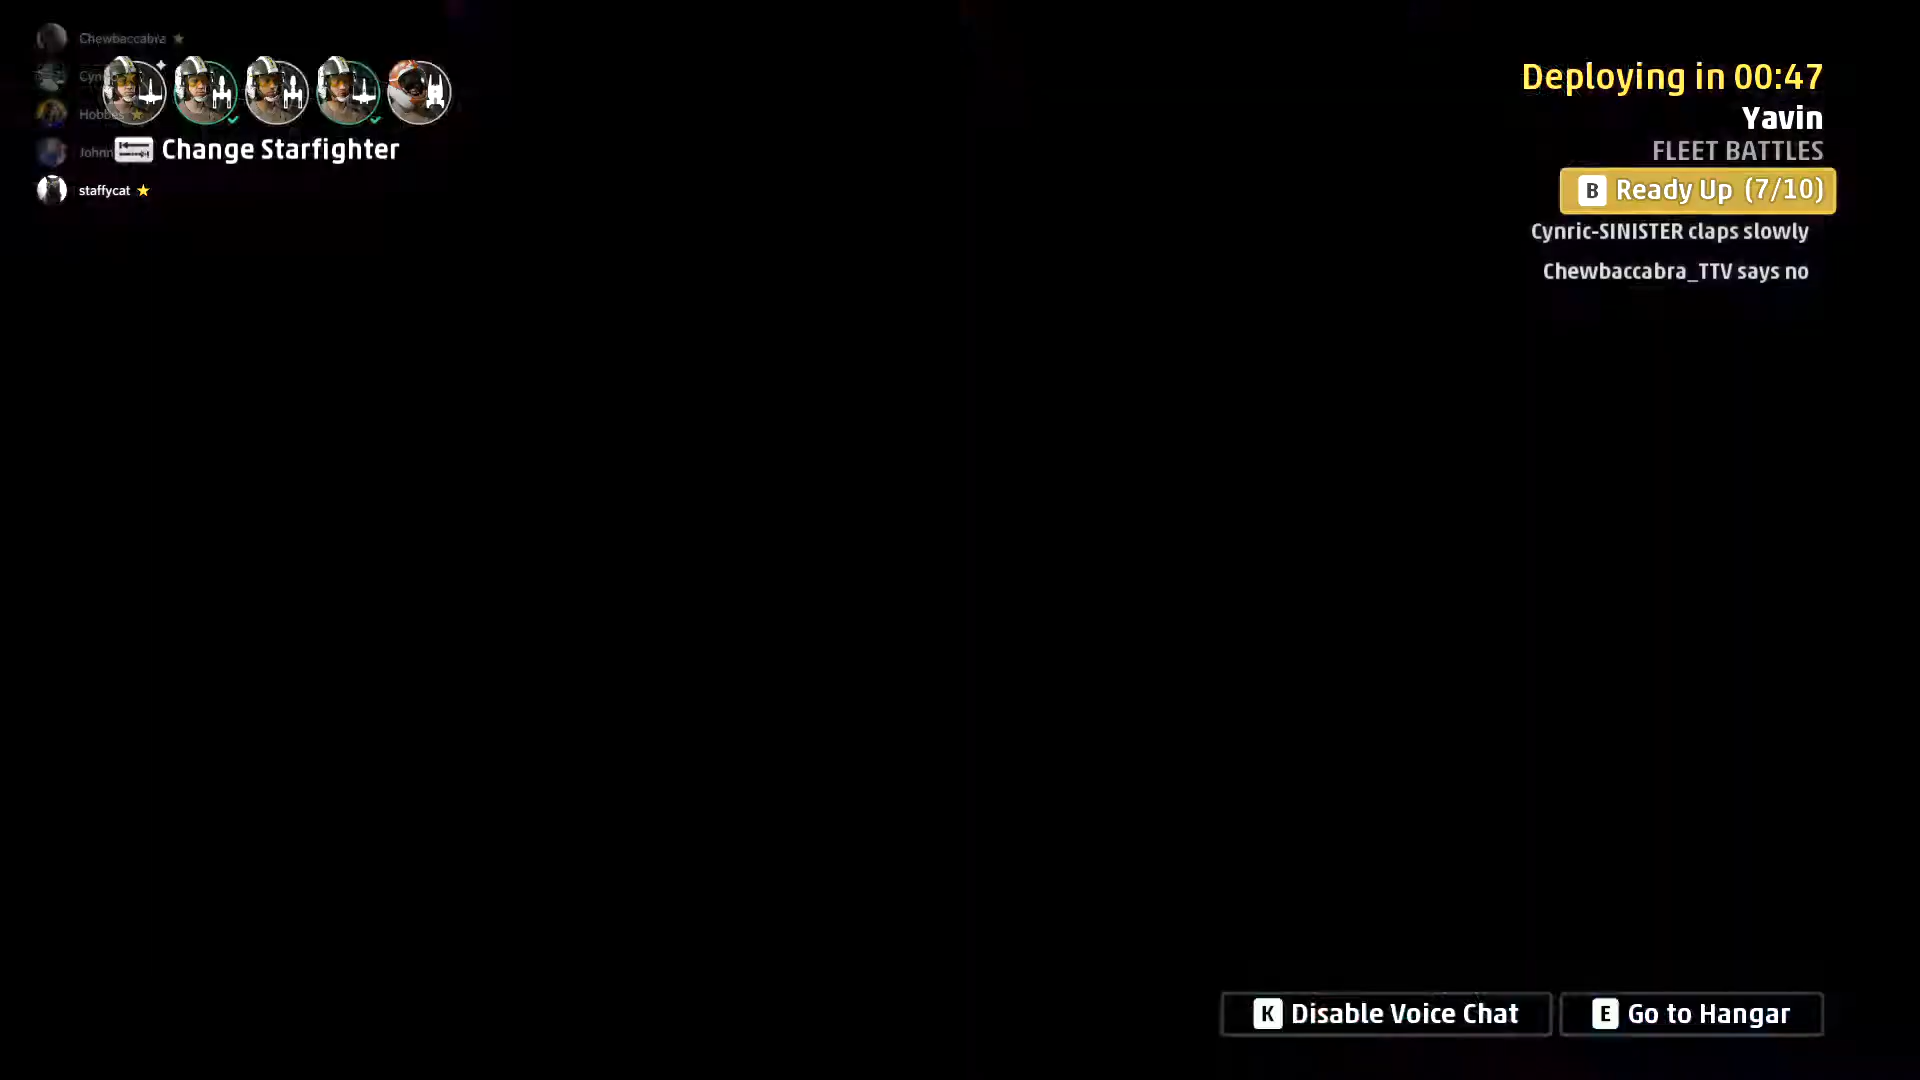 Chewbaccabra
Hobbes
Change Starfighter
staffycat
Deploying in 00:47
Yavin
FLEET BATTLES
B Ready Up (7/10)
Cynric-SINISTER claps slowly
Chewbaccabra_TTV says no
K Disable Voice Chat
E Go to Hangar